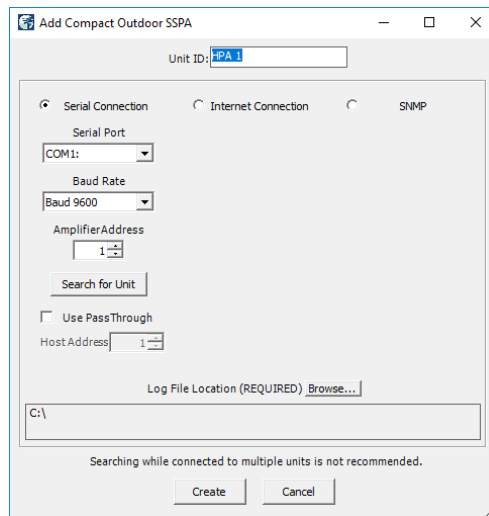 Add Compact Outdoor SSPA
Unit ID: HPA 1
Serial Connection Internet Connection SNMP
Serial Port
COM1:
Baud Rate
Baud 9600
AmplifierAddress
1
Search for Unit
Use PassThrough
Host Address 1
Log File Location (REQUIRED) Browse...
C:\
Searching while connected to multiple units is not recommended.
Create Cancel